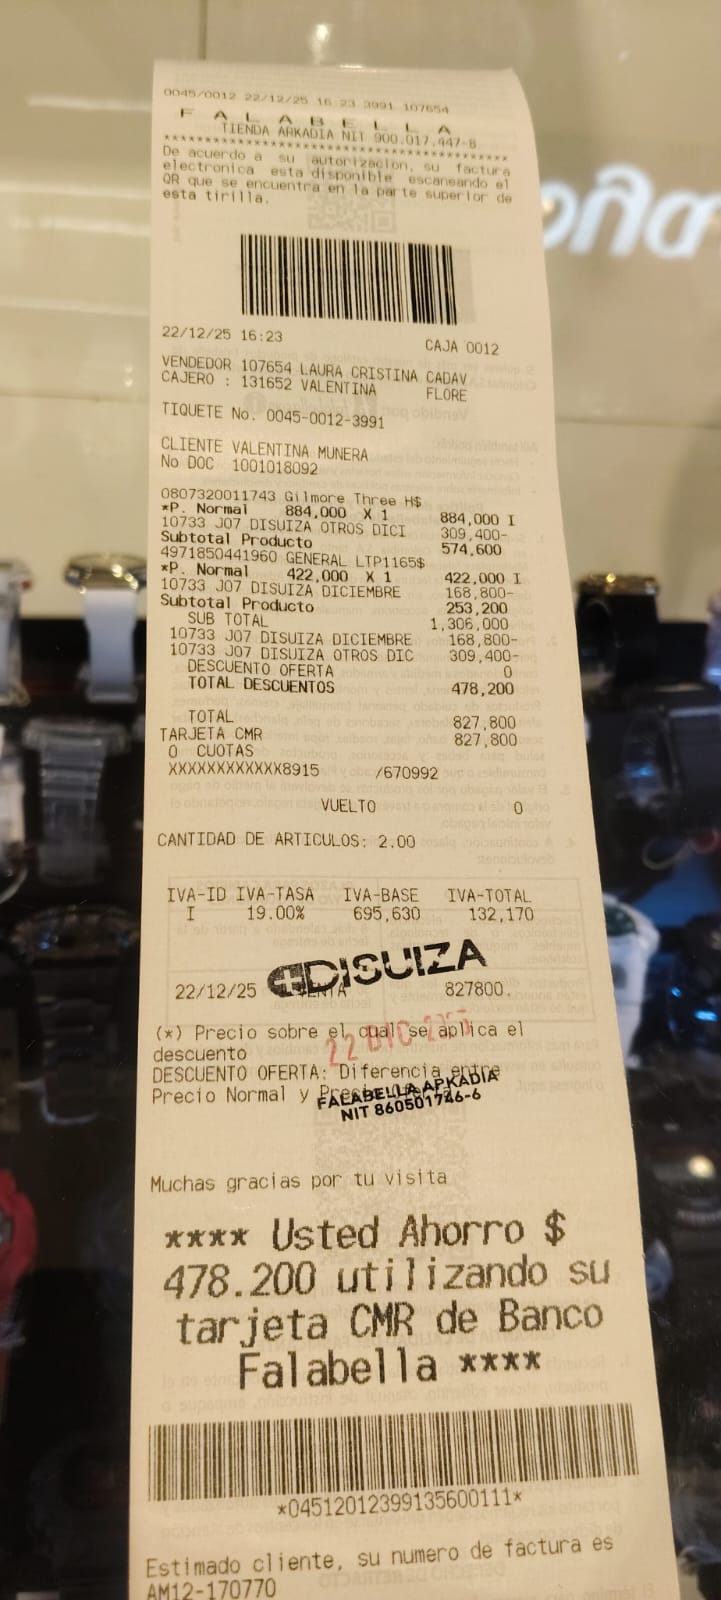 0045/0012 22/12/25 16:23 3991 107654
F A L A B E L L A
TIENDA ARKADIA NIT 900.017.447-8
****************************************
De acuerdo a su autorizacion, su factura
electronica esta disponible escaneando el
QR que se encuentra en la parte superior de
esta tirilla.
22/12/25 16:23 CAJA 0012
VENDEDOR 107654 LAURA CRISTINA CADAV
CAJERO : 131652 VALENTINA FLORE
TIQUETE No. 0045-0012-3991
CLIENTE VALENTINA MUNERA
No DOC 1001018092
0807320011743 Gilmore Three H$
*P. Normal 884,000 X 1 884,000 I
10733 J07 DISUIZA OTROS DICI 309,400-
Subtotal Producto 574,600
4971850441960 GENERAL LTP1165$
*P. Normal 422,000 X 1 422,000 I
10733 J07 DISUIZA DICIEMBRE 168,800-
Subtotal Producto 253,200
SUB TOTAL 1,306,000
10733 J07 DISUIZA DICIEMBRE 168,800-
10733 J07 DISUIZA OTROS DIC 309,400-
DESCUENTO OFERTA 0
TOTAL DESCUENTOS 478,200
TOTAL 827,800
TARJETA CMR 827,800
0 CUOTAS
XXXXXXXXXXXX8915 /670992
VUELTO 0
CANTIDAD DE ARTICULOS: 2.00
IVA-ID IVA-TASA IVA-BASE IVA-TOTAL
I 19.00% 695,630 132,170
DISUIZA
22/12/25 VENTA 827800.
(*) Precio sobre el cual se aplica el
22 DIC 2025
descuento
DESCUENTO OFERTA: Diferencia entre
Precio Normal y
FALABELLA ARKADIA
NIT 860501746-6
Muchas gracias por tu visita
**** Usted Ahorro $
478.200 utilizando su
tarjeta CMR de Banco
Falabella ****
*04512012399135600111*
Estimado cliente, su numero de factura es
AM12-170770